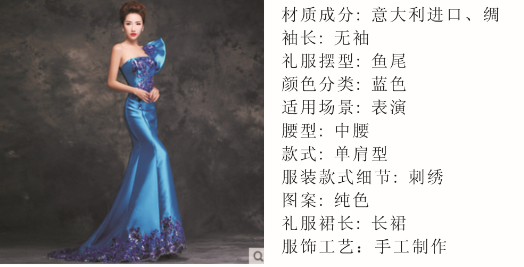 材质成分: 意大利进口、绸
袖长: 无袖
礼服摆型: 鱼尾
颜色分类: 蓝色
适用场景: 表演
腰型: 中腰
款式: 单肩型
服装款式细节: 刺绣
图案: 纯色
礼服裙长: 长裙
服饰工艺: 手工制作